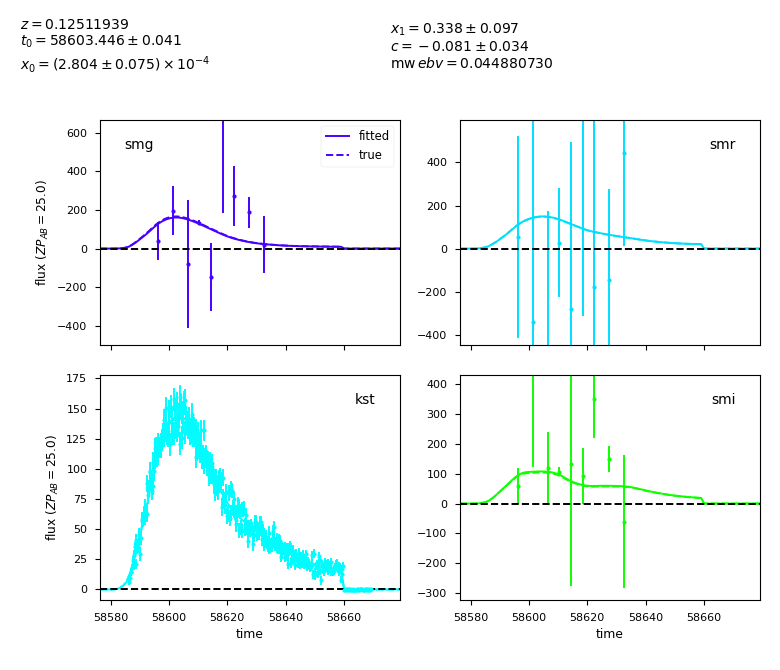 z = 0.12511939
t₀ = 58603.446 ± 0.041
x₀ = (2.804 ± 0.075) × 10⁻⁴
x₁ = 0.338 ± 0.097
c = −0.081 ± 0.034
mw ebv = 0.044880730
smg
fitted
true
600
400
200
0
−200
−400
flux (ZP_AB = 25.0)
smr
400
200
0
−200
−400
kst
175
150
125
100
75
50
25
0
flux (ZP_AB = 25.0)
58580 58600 58620 58640 58660
time
smi
400
300
200
100
0
−100
−200
−300
58580 58600 58620 58640 58660
time